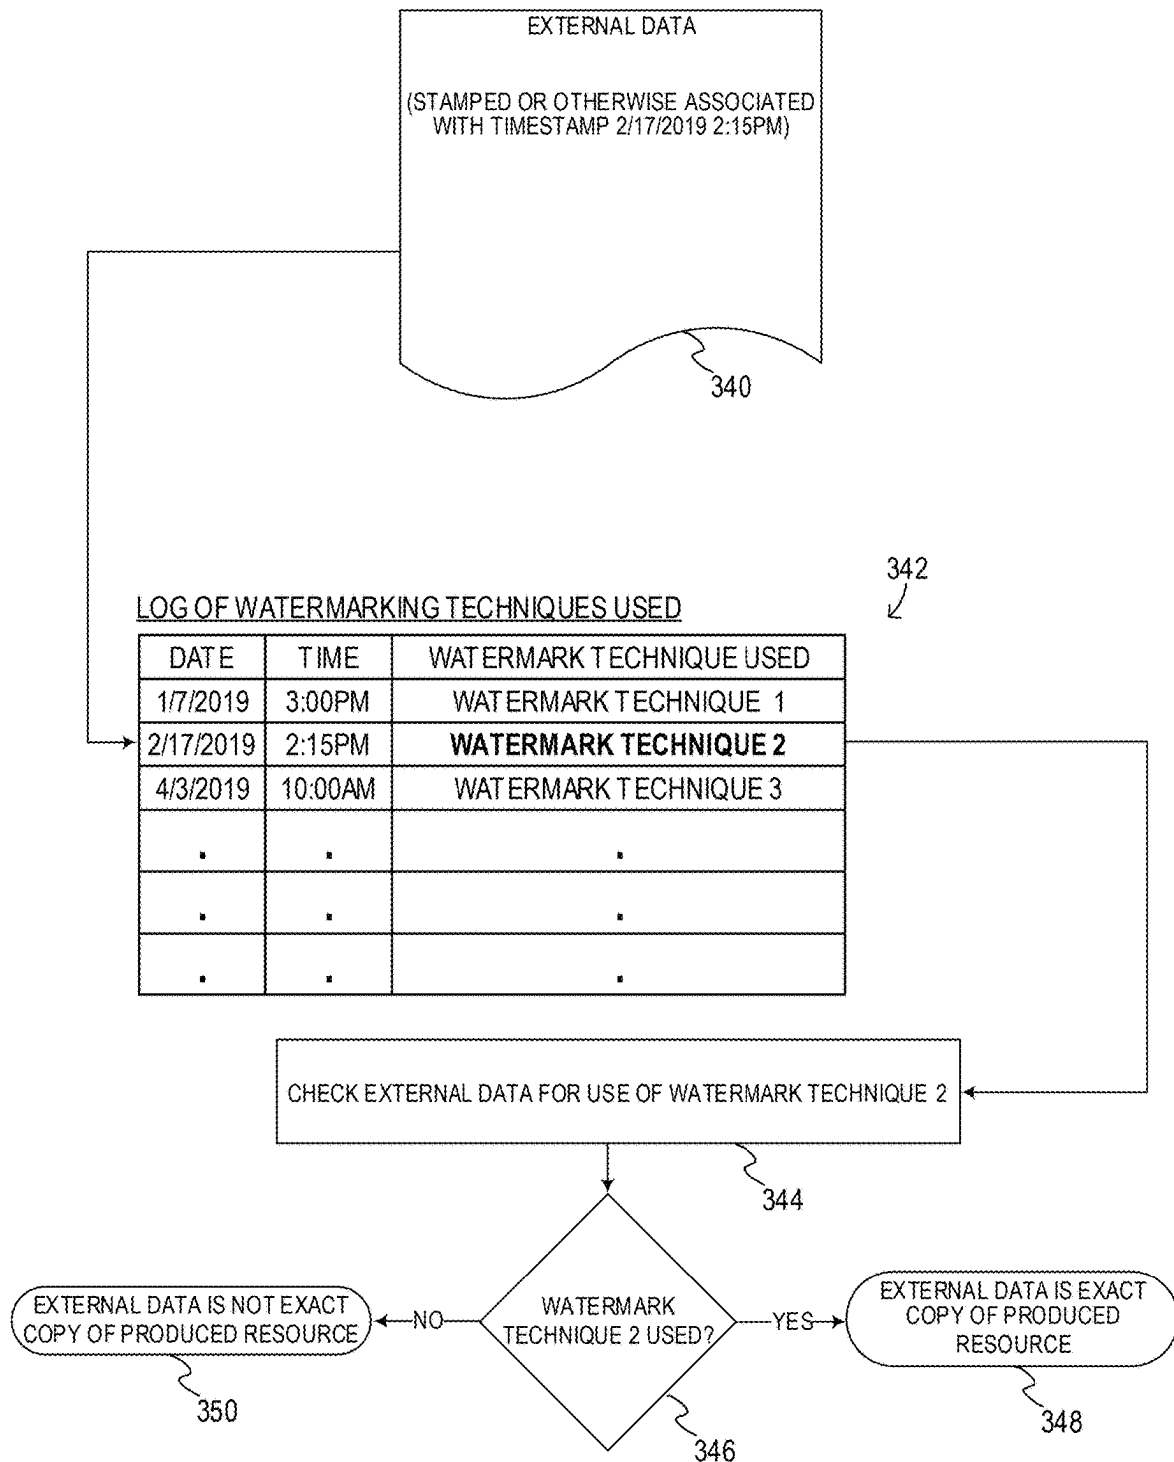 EXTERNAL DATA
(STAMPED OR OTHERWISE ASSOCIATED
WITH TIMESTAMP 2/17/2019 2:15PM)
340
342
LOG OF WATERMARKING TECHNIQUES USED
DATE TIME WATERMARK TECHNIQUE USED
1/7/2019 3:00PM WATERMARK TECHNIQUE 1
2/17/2019 2:15PM WATERMARK TECHNIQUE 2
4/3/2019 10:00AM WATERMARK TECHNIQUE 3
. . .
. . .
. . .
CHECK EXTERNAL DATA FOR USE OF WATERMARK TECHNIQUE 2
344
EXTERNAL DATA IS NOT EXACT
COPY OF PRODUCED RESOURCE
NO
WATERMARK
TECHNIQUE 2 USED?
YES
EXTERNAL DATA IS EXACT
COPY OF PRODUCED
RESOURCE
350
346
348